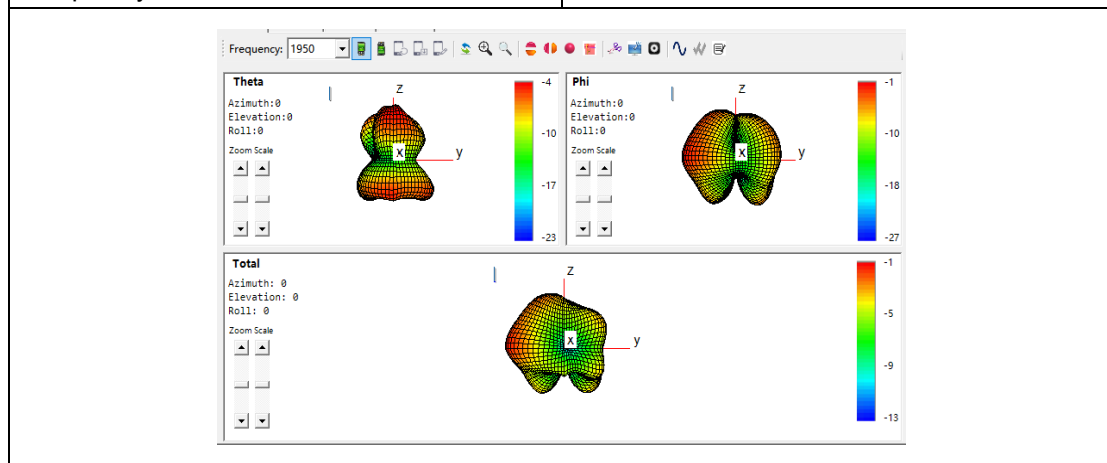 Frequency: 1950
Theta
Azimuth:0
Elevation:0
Roll:0
Zoom Scale
z
x
y
-4
-10
-17
-23
Phi
Azimuth:0
Elevation:0
Roll:0
Zoom Scale
z
x
y
-1
-10
-18
-27
Total
Azimuth: 0
Elevation: 0
Roll: 0
Zoom Scale
z
x
y
-1
-5
-9
-13